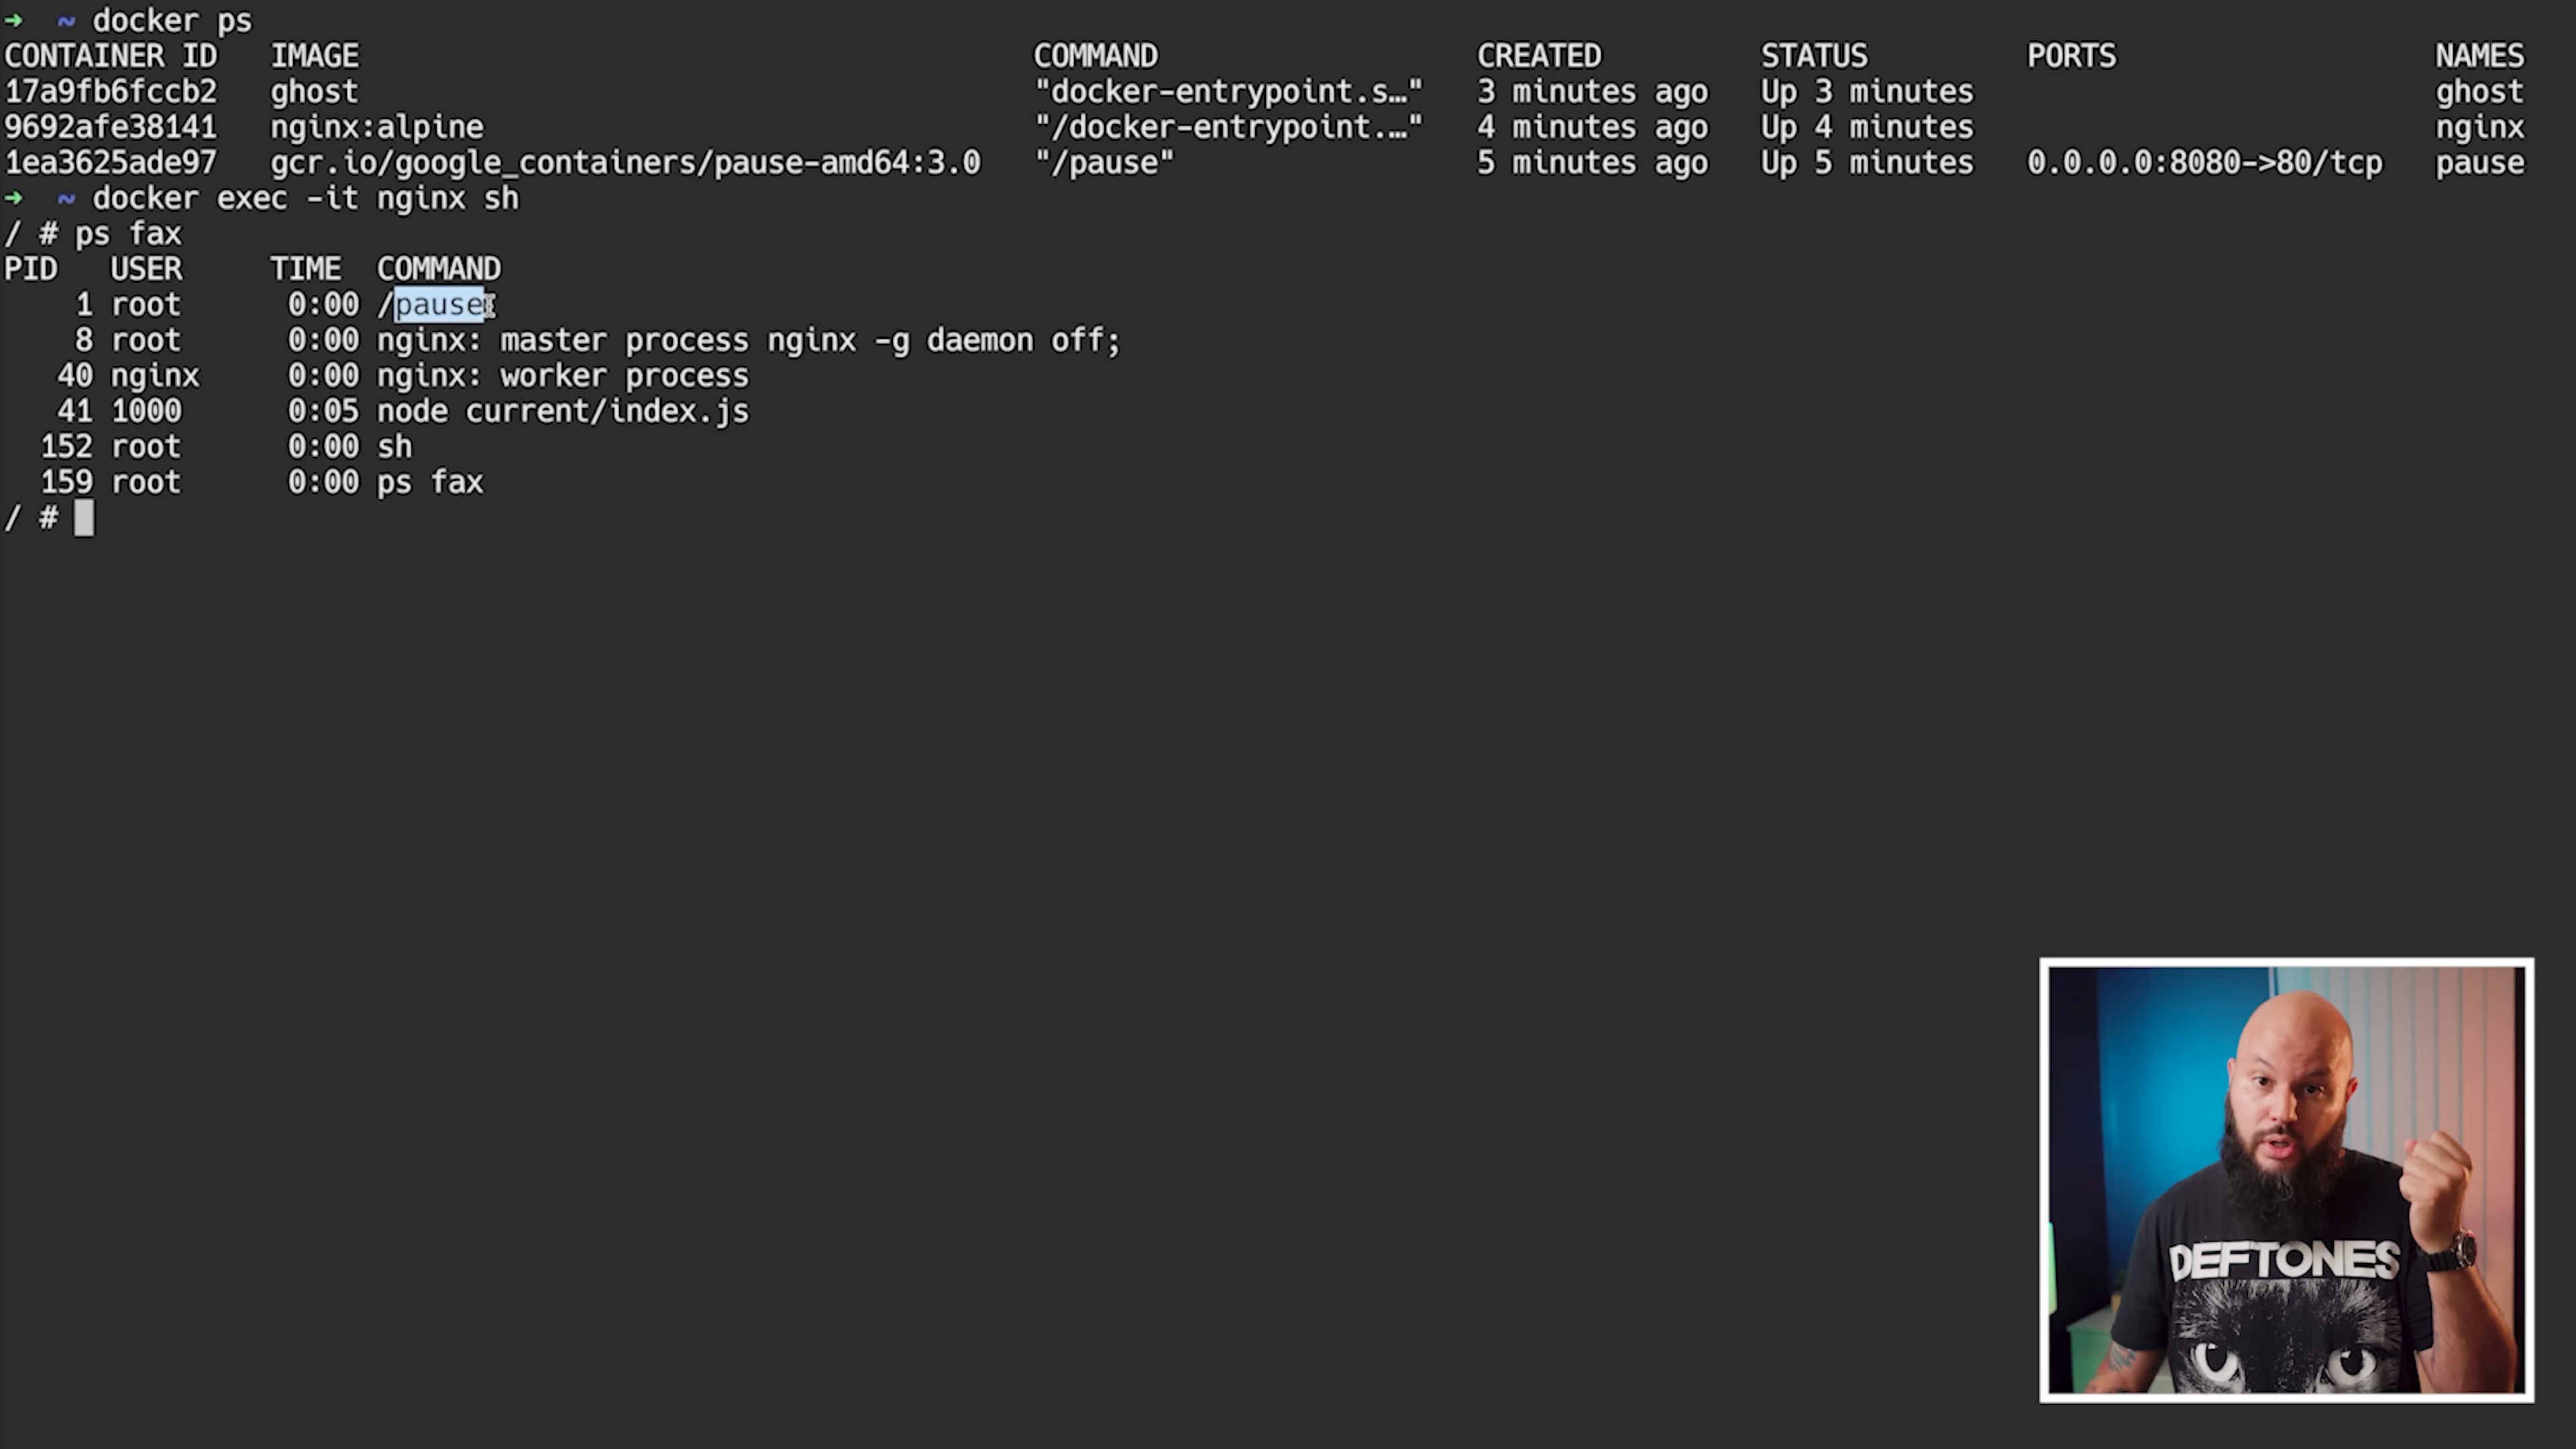 ➜  ~ docker ps
CONTAINER ID   IMAGE                                      COMMAND                  CREATED         STATUS         PORTS                  NAMES
17a9fb6fccb2   ghost                                      "docker-entrypoint.s…"   3 minutes ago   Up 3 minutes                          ghost
9692afe38141   nginx:alpine                               "/docker-entrypoint.…"   4 minutes ago   Up 4 minutes                          nginx
1ea3625ade97   gcr.io/google_containers/pause-amd64:3.0   "/pause"                 5 minutes ago   Up 5 minutes   0.0.0.0:8080->80/tcp   pause
➜  ~ docker exec -it nginx sh
/ # ps fax
PID   USER     TIME  COMMAND
    1 root      0:00 /pause
    8 root      0:00 nginx: master process nginx -g daemon off;
   40 nginx     0:00 nginx: worker process
   41 1000      0:05 node current/index.js
  152 root      0:00 sh
  159 root      0:00 ps fax
/ #
DEFTONES